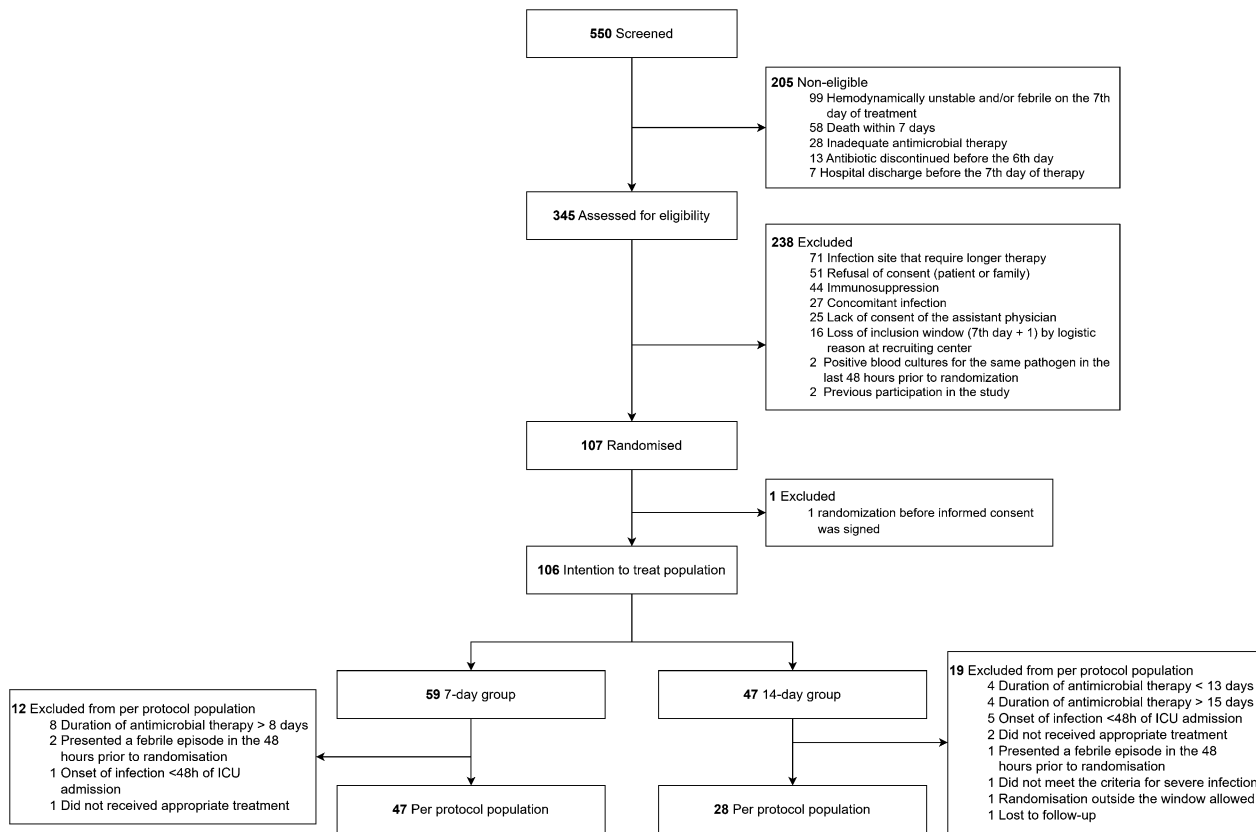 550 Screened
205 Non-eligible
99 Hemodynamically unstable and/or febrile on the 7th
day of treatment
58 Death within 7 days
28 Inadequate antimicrobial therapy
13 Antibiotic discontinued before the 6th day
7 Hospital discharge before the 7th day of therapy
345 Assessed for eligibility
238 Excluded
71 Infection site that require longer therapy
51 Refusal of consent (patient or family)
44 Immunosuppression
27 Concomitant infection
25 Lack of consent of the assistant physician
16 Loss of inclusion window (7th day + 1) by logistic
reason at recruiting center
2 Positive blood cultures for the same pathogen in the
last 48 hours prior to randomization
2 Previous participation in the study
107 Randomised
1 Excluded
1 randomization before informed consent
was signed
106 Intention to treat population
59 7-day group
47 14-day group
12 Excluded from per protocol population
8 Duration of antimicrobial therapy > 8 days
2 Presented a febrile episode in the 48
hours prior to randomisation
1 Onset of infection <48h of ICU
admission
1 Did not received appropriate treatment
19 Excluded from per protocol population
4 Duration of antimicrobial therapy < 13 days
4 Duration of antimicrobial therapy > 15 days
5 Onset of infection <48h of ICU admission
2 Did not received appropriate treatment
1 Presented a febrile episode in the 48
hours prior to randomisation
1 Did not meet the criteria for severe infection
1 Randomisation outside the window allowed
1 Lost to follow-up
47 Per protocol population
28 Per protocol population